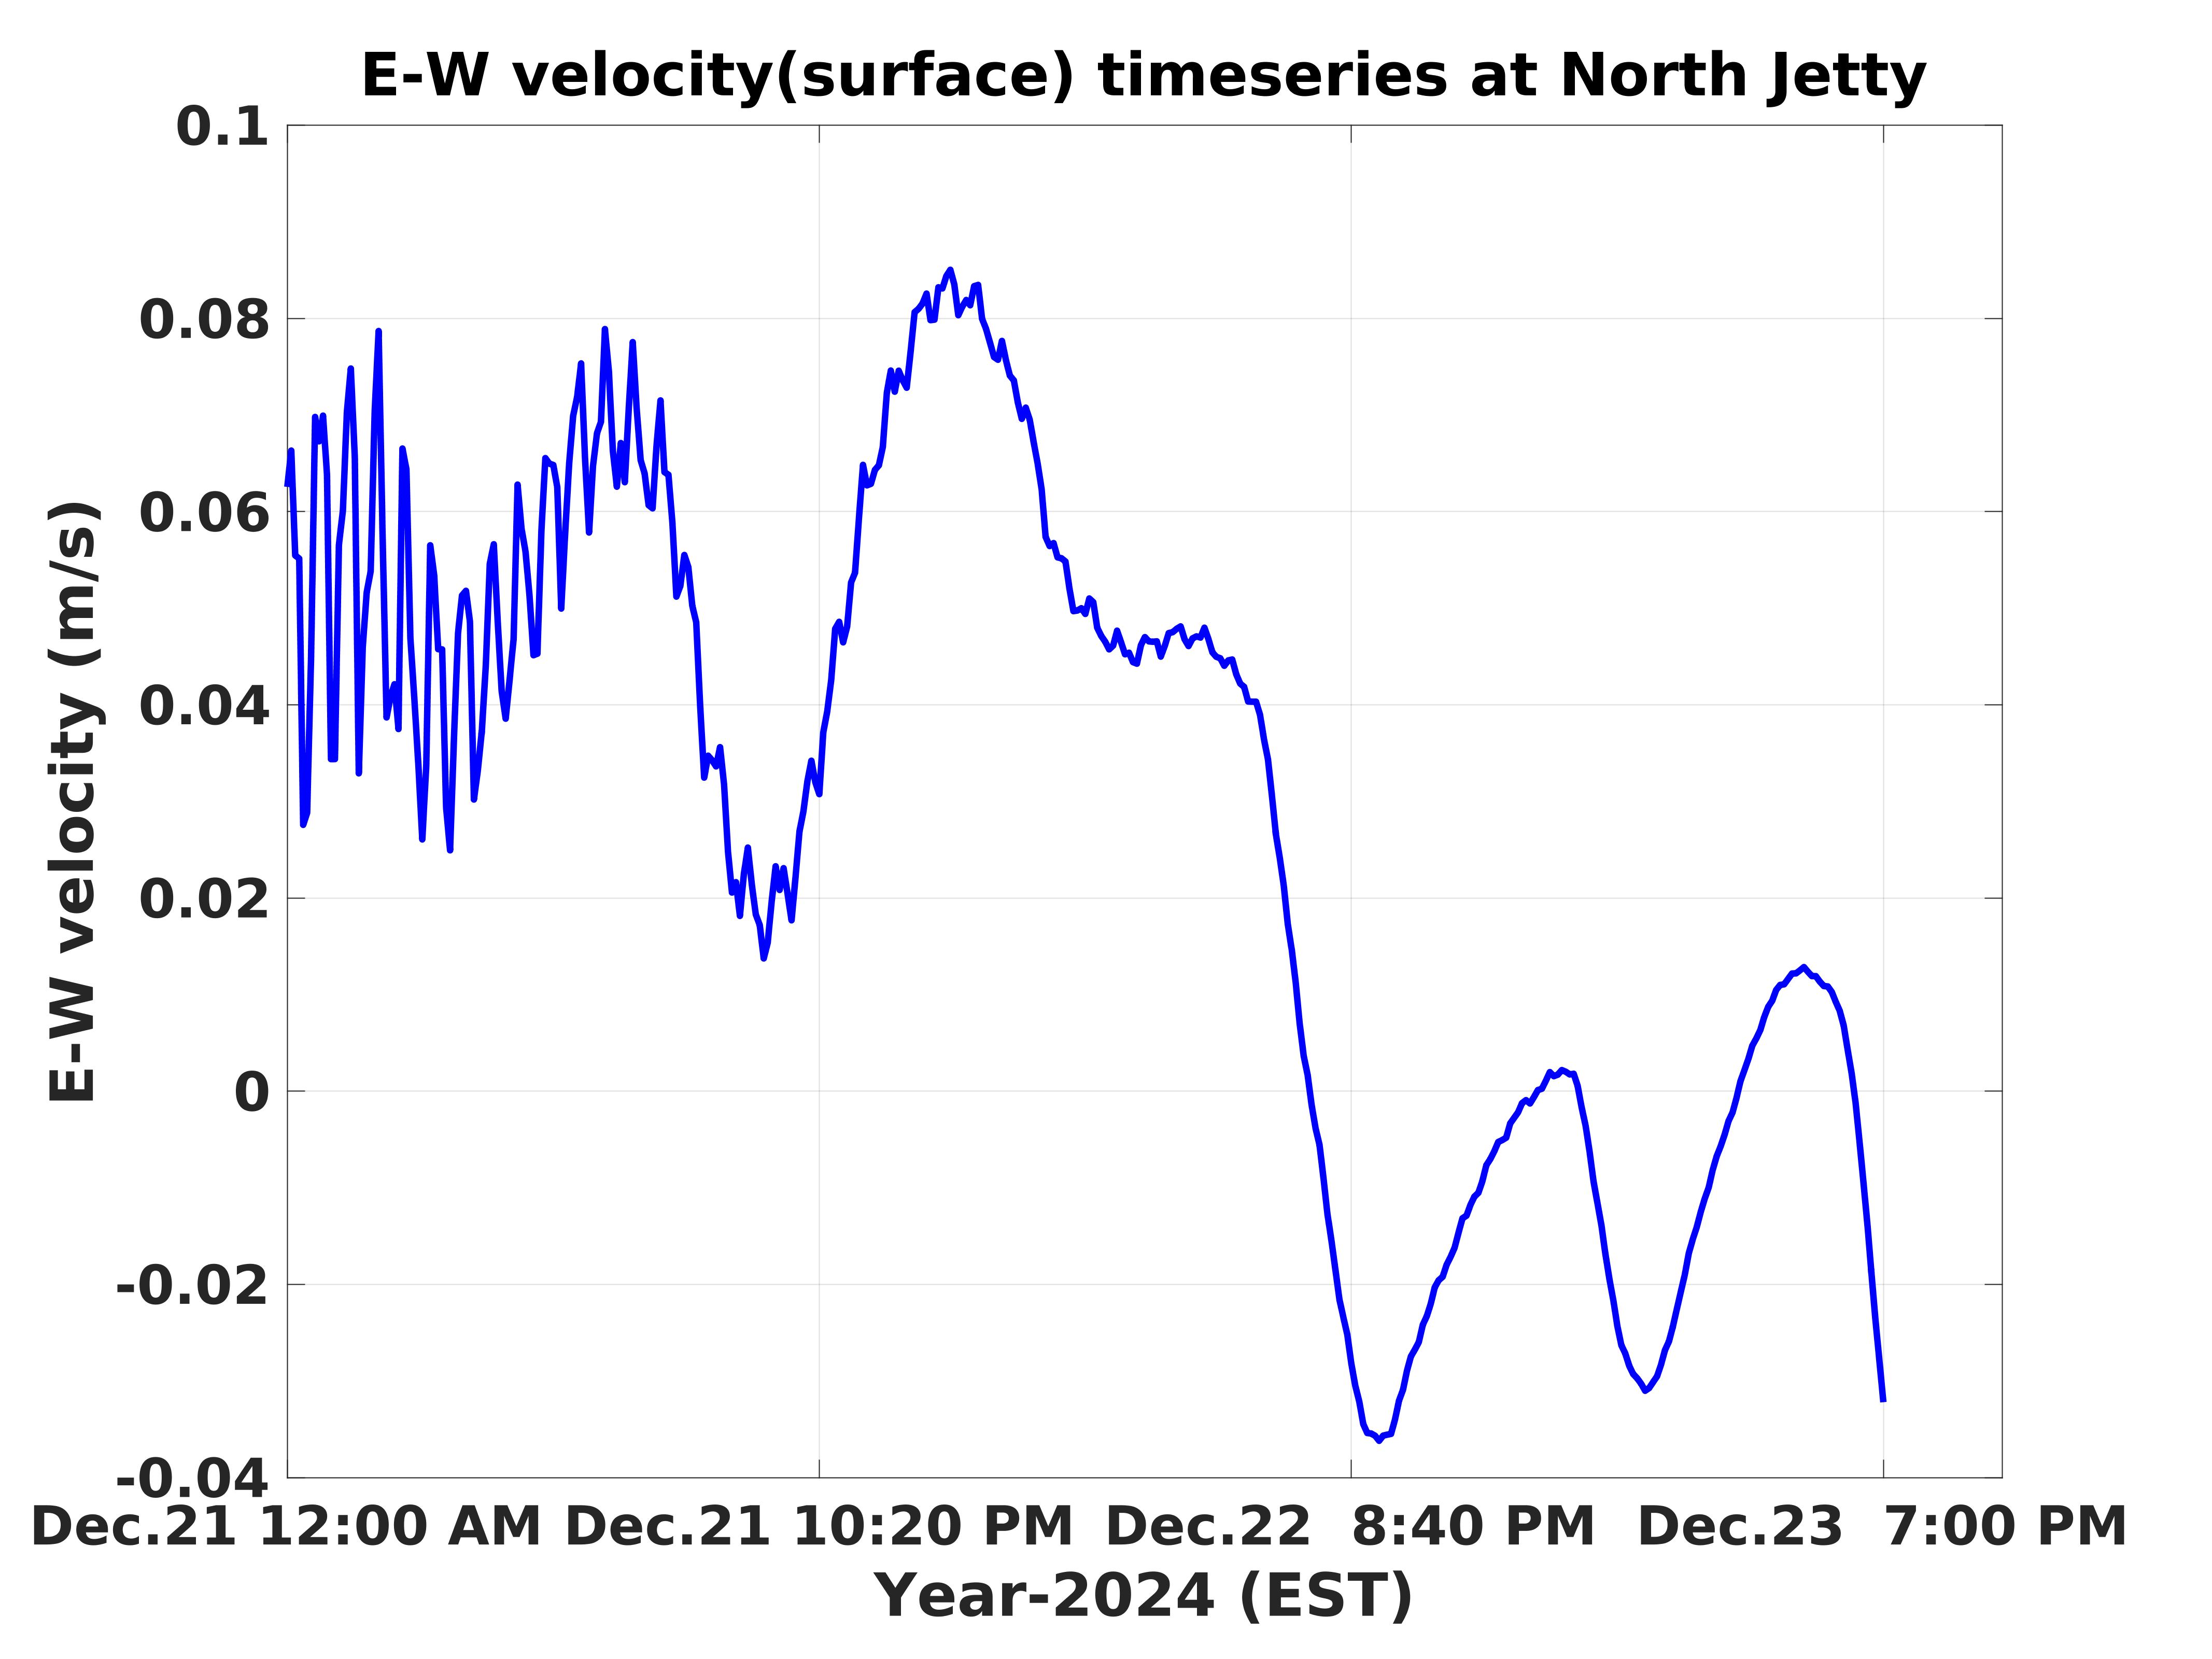 E-W velocity(surface) timeseries at North Jetty
E-W velocity (m/s)
0.1
0.08
0.06
0.04
0.02
0
-0.02
-0.04
Dec.21 12:00 AM Dec.21 10:20 PM Dec.22 8:40 PM Dec.23 7:00 PM
Year-2024 (EST)